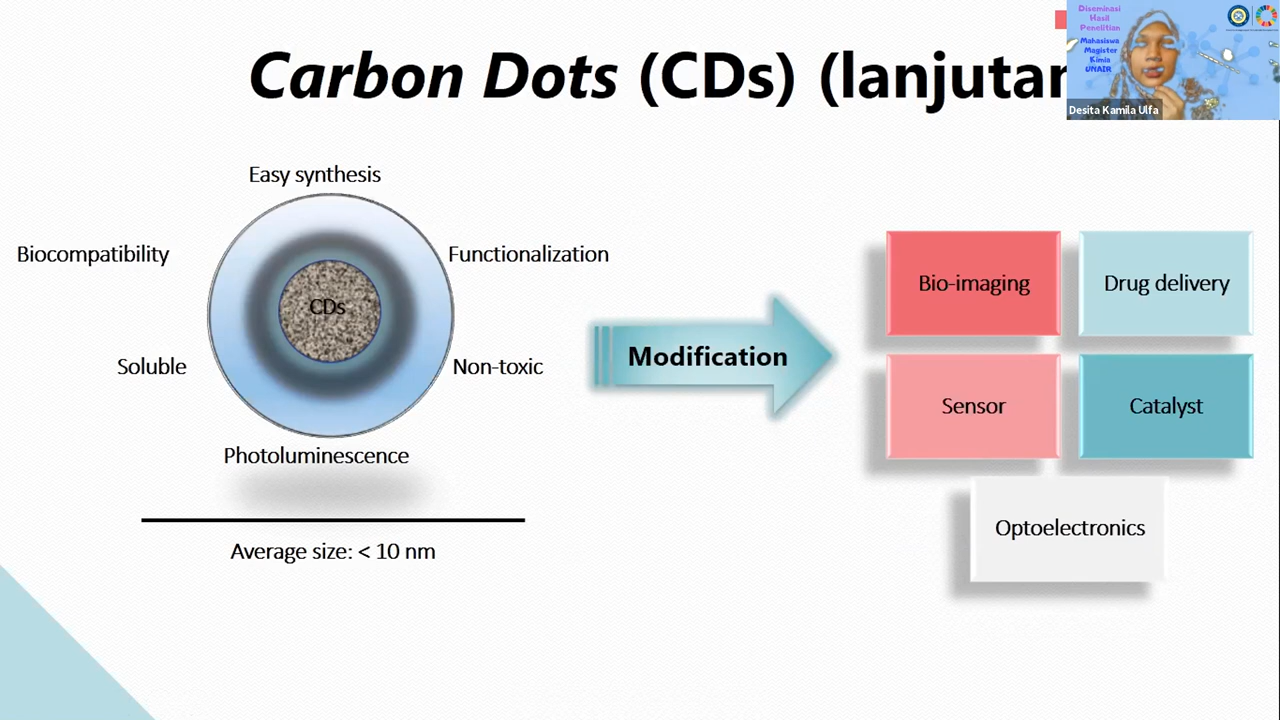 Carbon Dots (CDs) (lanjutan
Diseminasi
Hasil
Penelitian
Mahasiswa
Magister
Kimia
UNAIR
Desita Kamila Ulfa
Easy synthesis
Biocompatibility
Functionalization
CDs
Soluble
Non-toxic
Photoluminescence
Average size: < 10 nm
Modification
Bio-imaging
Drug delivery
Sensor
Catalyst
Optoelectronics